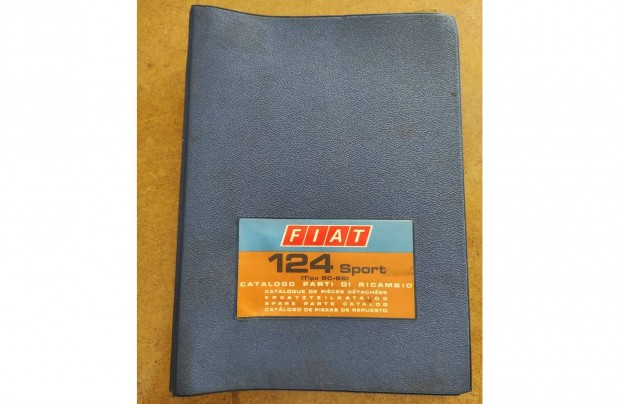 FIAT
124 Sport
(Tipo BC-BS)
CATALOGO PARTI DI RICAMBIO
CATALOGUE DE PIÈCES DÉTACHÉES
ERSATZTEILKATALOG
SPARE PARTS CATALOG
CATÁLOGO DE PIEZAS DE REPUESTO